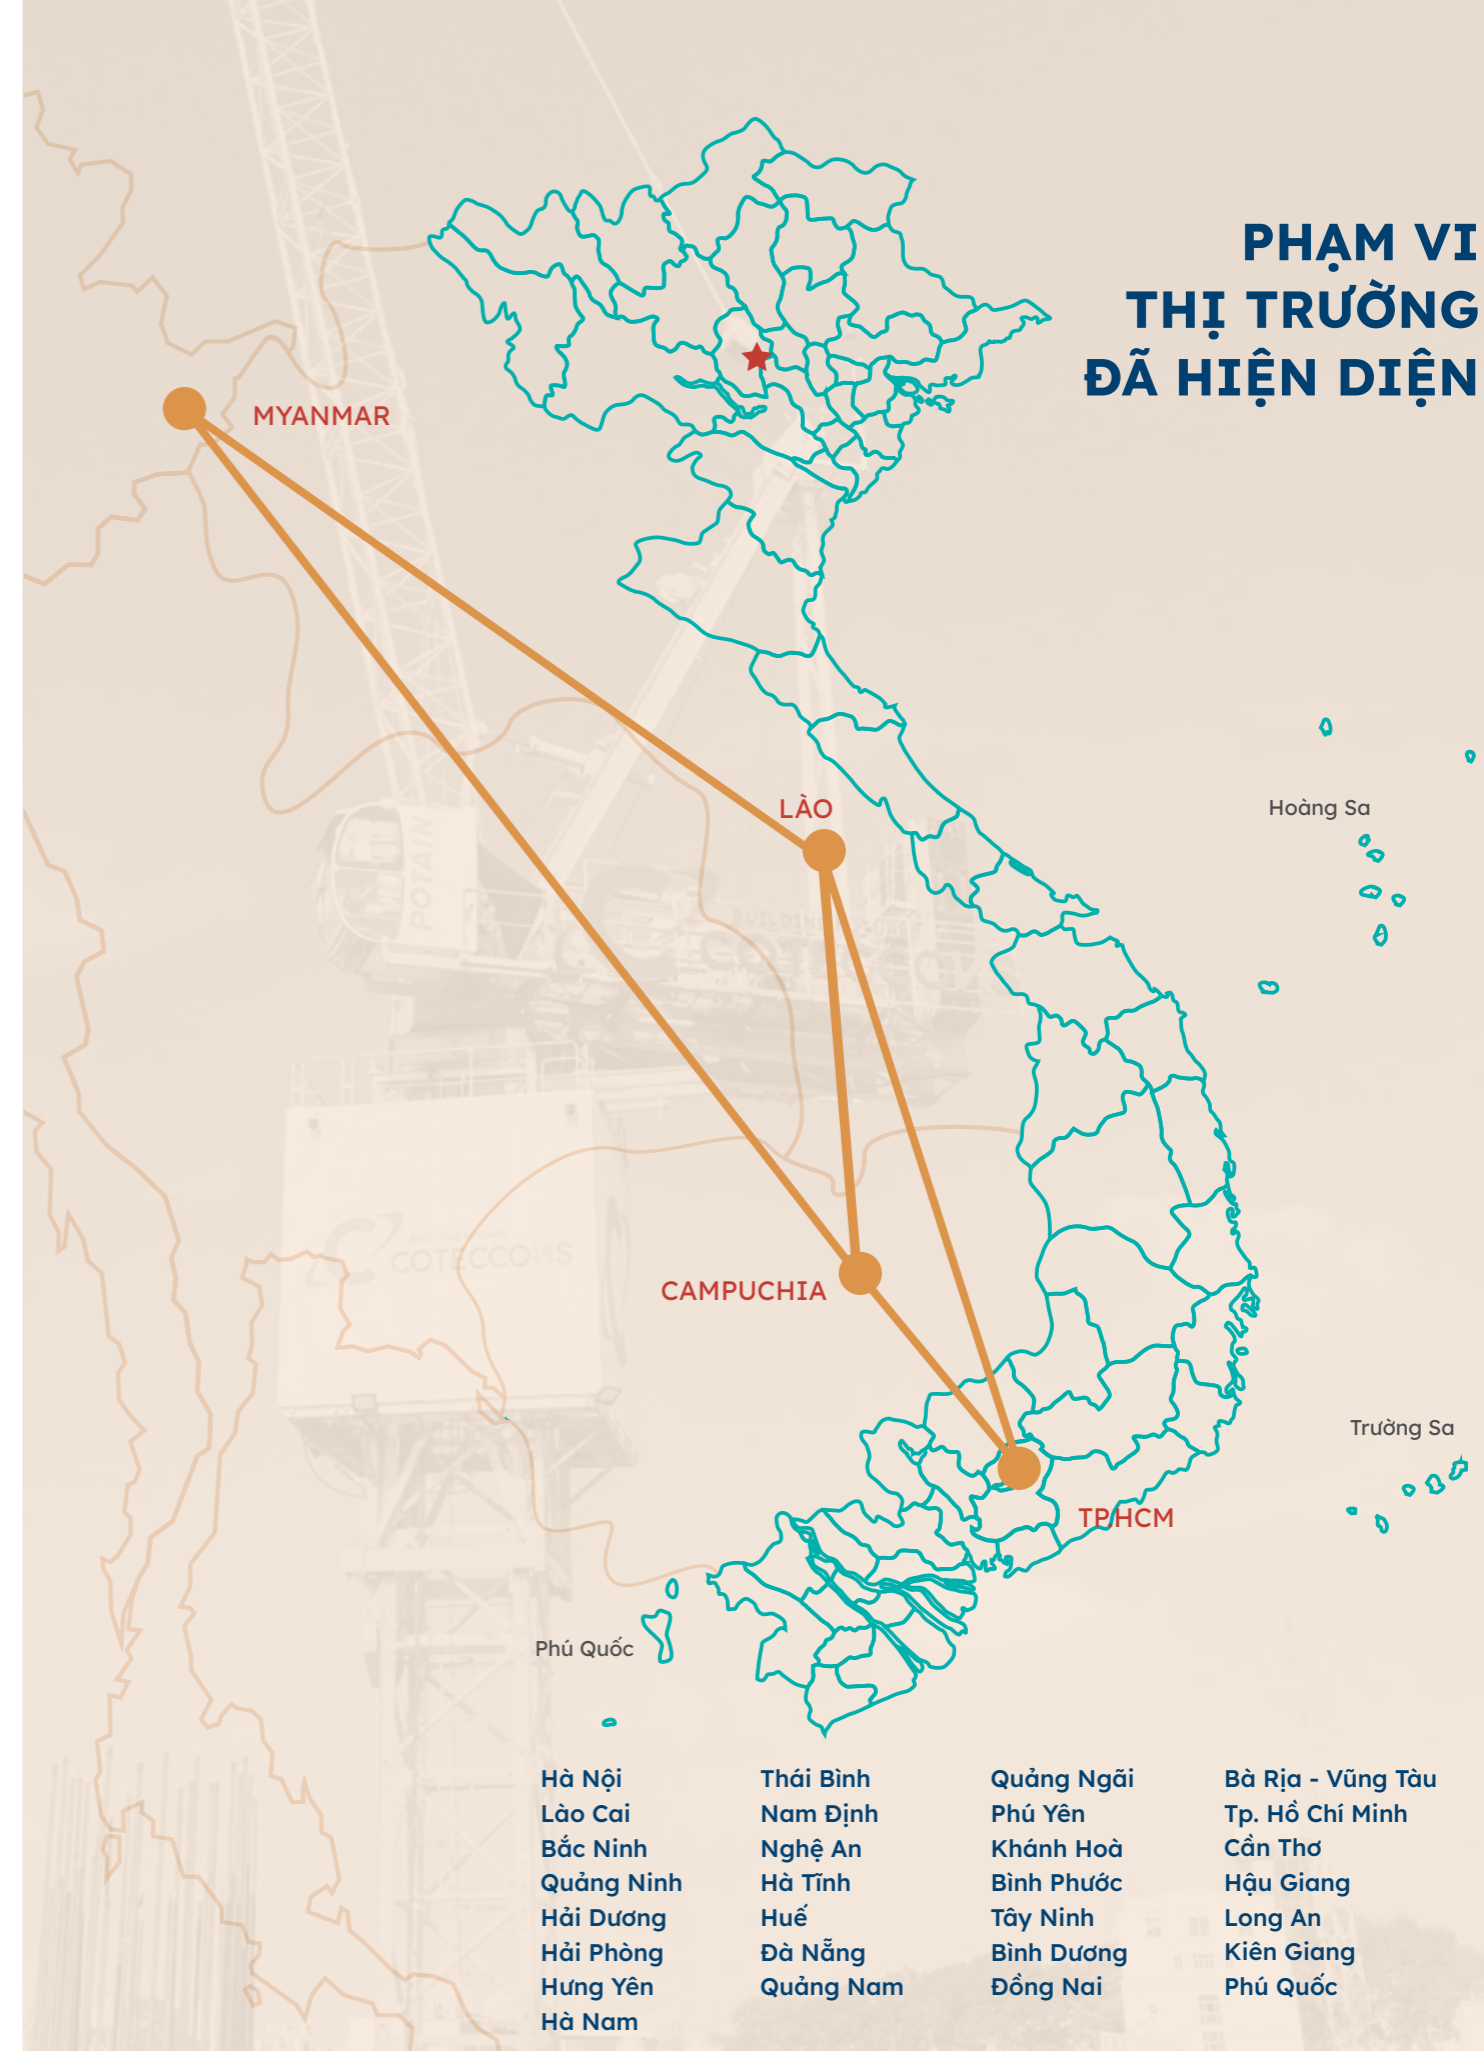 PHẠM VI
THỊ TRƯỜNG
ĐÃ HIỆN DIỆN
MYANMAR
LÀO
Hoàng Sa
POTAIN
COTECCONS
COTECCONS
CAMPUCHIA
Trường Sa
TP.HCM
Phú Quốc
Hà Nội
Lào Cai
Bắc Ninh
Quảng Ninh
Hải Dương
Hải Phòng
Hưng Yên
Hà Nam
Thái Bình
Nam Định
Nghệ An
Hà Tĩnh
Huế
Đà Nẵng
Quảng Nam
Quảng Ngãi
Phú Yên
Khánh Hoà
Bình Phước
Tây Ninh
Bình Dương
Đồng Nai
Bà Rịa - Vũng Tàu
Tp. Hồ Chí Minh
Cần Thơ
Hậu Giang
Long An
Kiên Giang
Phú Quốc